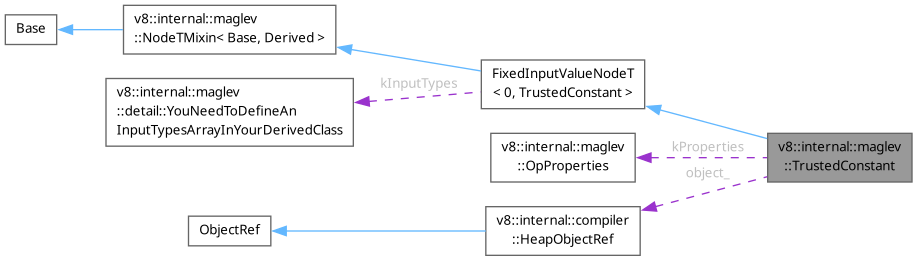 Base
v8::internal::maglev
::NodeTMixin< Base, Derived >
v8::internal::maglev
::detail::YouNeedToDefineAn
InputTypesArrayInYourDerivedClass
kInputTypes
FixedInputValueNodeT
< 0, TrustedConstant >
v8::internal::maglev
::OpProperties
kProperties
object_
v8::internal::maglev
::TrustedConstant
ObjectRef
v8::internal::compiler
::HeapObjectRef